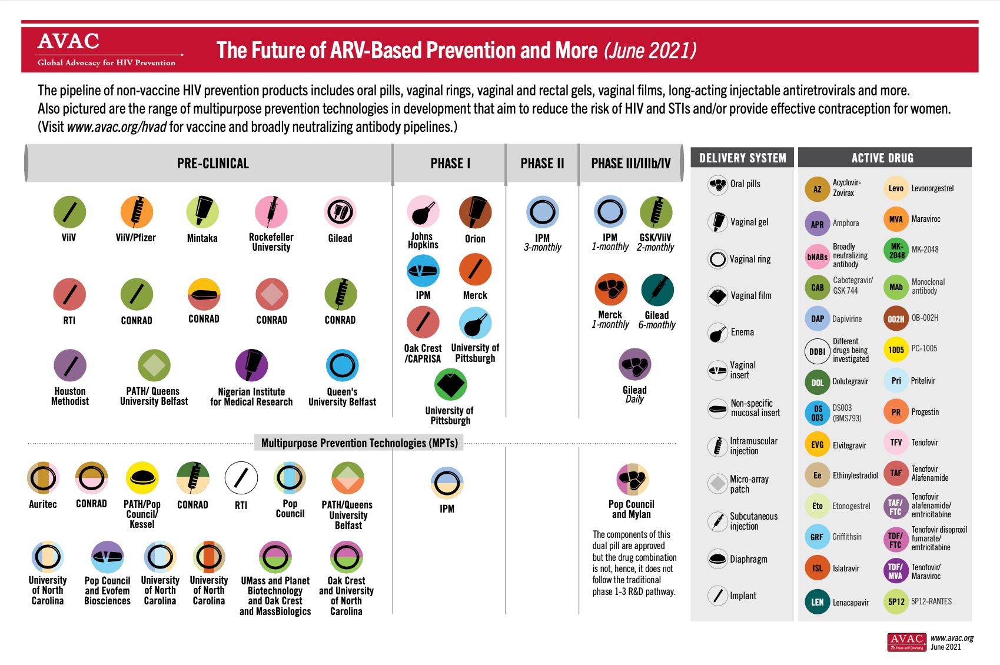 AVAC
Global Advocacy for HIV Prevention
The Future of ARV-Based Prevention and More (June 2021)
The pipeline of non-vaccine HIV prevention products includes oral pills, vaginal rings, vaginal and rectal gels, vaginal films, long-acting injectable antiretrovirals and more.
Also pictured are the range of multipurpose prevention technologies in development that aim to reduce the risk of HIV and STIs and/or provide effective contraception for women.
(Visit www.avac.org/hvad for vaccine and broadly neutralizing antibody pipelines.)
PRE-CLINICAL
PHASE I
PHASE II
PHASE III/IIIb/IV
ViiV
ViiV/Pfizer
Mintaka
Rockefeller
University
Gilead
RTI
CONRAD
CONRAD
CONRAD
CONRAD
Houston
Methodist
PATH/ Queens
University Belfast
Nigerian Institute
for Medical Research
Queen's
University Belfast
Johns
Hopkins
Orion
IPM
Merck
Oak Crest
/CAPRISA
University of
Pittsburgh
University of
Pittsburgh
IPM
3-monthly
IPM
1-monthly
GSK/ViiV
2-monthly
Merck
1-monthly
Gilead
6-monthly
Gilead
Daily
Multipurpose Prevention Technologies (MPTs)
Auritec
CONRAD
PATH/Pop
Council/
Kessel
CONRAD
RTI
Pop
Council
PATH/Queens
University
Belfast
University
of North
Carolina
Pop Council
and Evofem
Biosciences
University
of North
Carolina
University
of North
Carolina
UMass and Planet
Biotechnology
and Oak Crest
and MassBiologics
Oak Crest
and University
of North
Carolina
IPM
Pop Council
and Mylan
The components of this
dual pill are approved
but the drug combination
is not, hence, it does not
follow the traditional
phase 1-3 R&D pathway.
DELIVERY SYSTEM
Oral pills
Vaginal gel
Vaginal ring
Vaginal film
Enema
Vaginal
insert
Non-specific
mucosal insert
Intramuscular
injection
Micro-array
patch
Subcutaneous
injection
Diaphragm
Implant
ACTIVE DRUG
AZ
Acyclovir-
Zovirax
APR
Amphora
bNABs
Broadly
neutralizing
antibody
CAB
Cabotegravir/
GSK 744
DAP
Dapivirine
DDBI
Different
drugs being
investigated
DOL
Dolutegravir
DS
003
DS003
(BMS793)
EVG
Elvitegravir
Ee
Ethinylestradiol
Eto
Etonogestrel
GRF
Griffithsin
ISL
Islatravir
LEN
Lenacapavir
Levo
Levonorgestrel
MVA
Maraviroc
MK-
2048
MK-2048
MAb
Monoclonal
antibody
002H
OB-002H
1005
PC-1005
Pri
Pritelivir
PR
Progestin
TFV
Tenofovir
TAF
Tenofovir
Alafenamide
TAF/
FTC
Tenofovir
alafenamide/
emtricitabine
TDF/
FTC
Tenofovir disoproxil
fumarate/
emtricitabine
TDF/
MVA
Tenofovir/
Maraviroc
5P12
5P12-RANTES
AVAC
25 Years and Counting
www.avac.org
June 2021